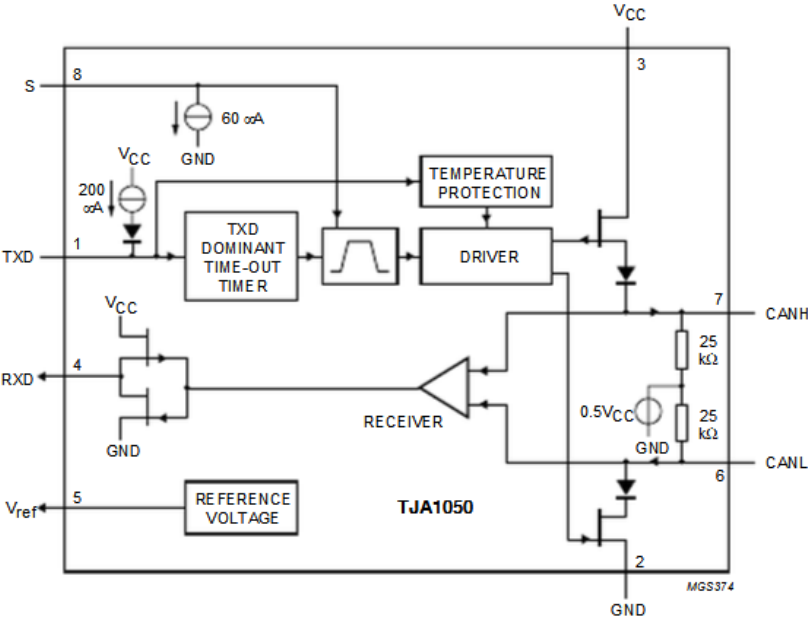 VCC
3
S
8
60 ∝A
GND
VCC
200
∝A
TEMPERATURE
PROTECTION
TXD
1
TXD
DOMINANT
TIME-OUT
TIMER
DRIVER
7
CANH
VCC
25
kΩ
4
RXD
RECEIVER
0.5VCC
25
kΩ
GND
GND
CANL
6
5
Vref
REFERENCE
VOLTAGE
TJA1050
2
MGS374
GND